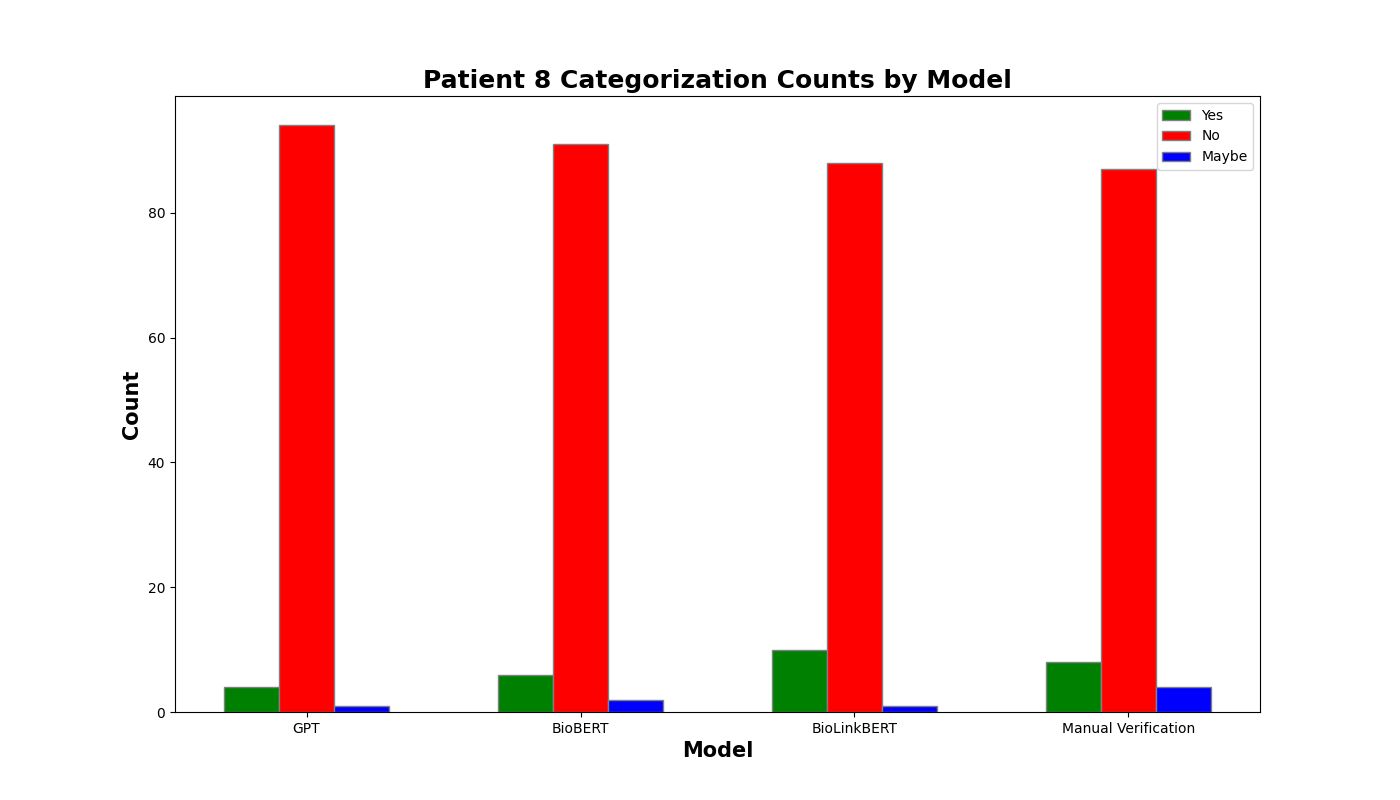 Patient 8 Categorization Counts by Model
Yes
No
Maybe
80
60
40
20
0
Count
GPT
BioBERT
BioLinkBERT
Manual Verification
Model